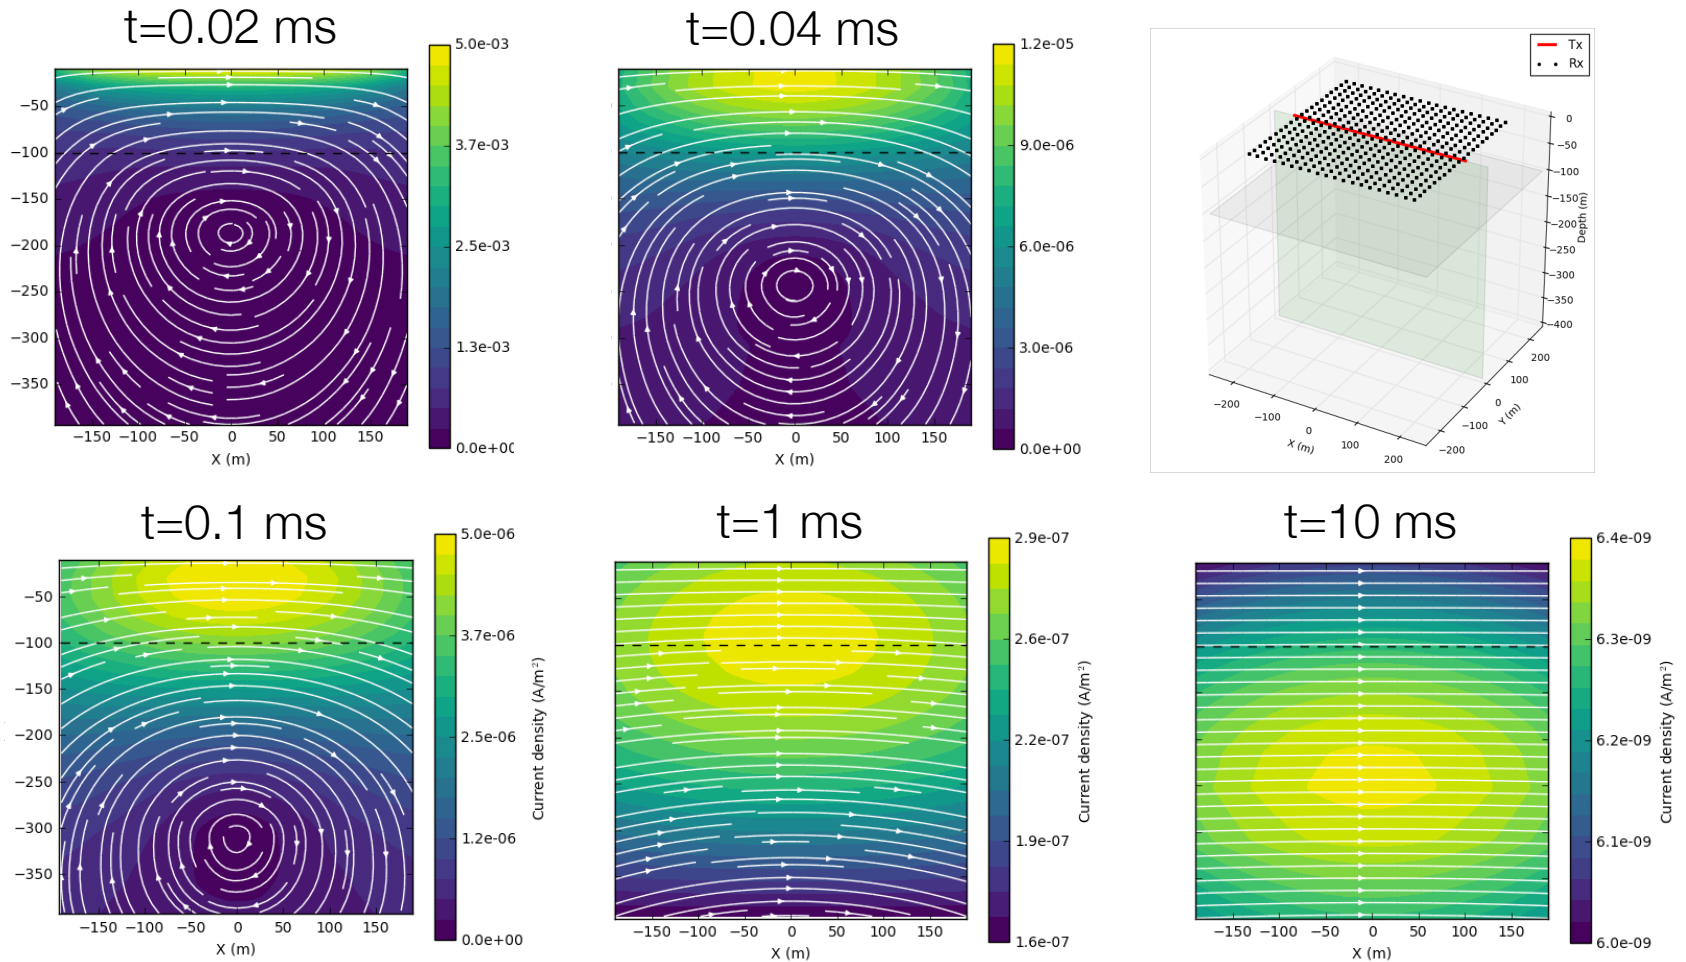 t=0.02 ms
5.0e-03
3.7e-03
2.5e-03
1.3e-03
0.0e+00
−50
−100
−150
−200
−250
−300
−350
−150 −100 −50 0 50 100 150
X (m)
t=0.04 ms
1.2e-05
9.0e-06
6.0e-06
3.0e-06
0.0e+00
−150 −100 −50 0 50 100 150
X (m)
Tx
Rx
0
−50
−100
−150
−200
−250
−300
−350
−400
Depth (m)
−200
−100
0
100
200
X (m)
−200
−100
0
100
200
Y (m)
t=0.1 ms
5.0e-06
3.7e-06
2.5e-06
1.2e-06
0.0e+00
Current density (A/m²)
−50
−100
−150
−200
−250
−300
−350
−150 −100 −50 0 50 100 150
X (m)
t=1 ms
2.9e-07
2.6e-07
2.2e-07
1.9e-07
1.6e-07
Current density (A/m²)
−150 −100 −50 0 50 100 150
X (m)
t=10 ms
6.4e-09
6.3e-09
6.2e-09
6.1e-09
6.0e-09
Current density (A/m²)
−150 −100 −50 0 50 100 150
X (m)